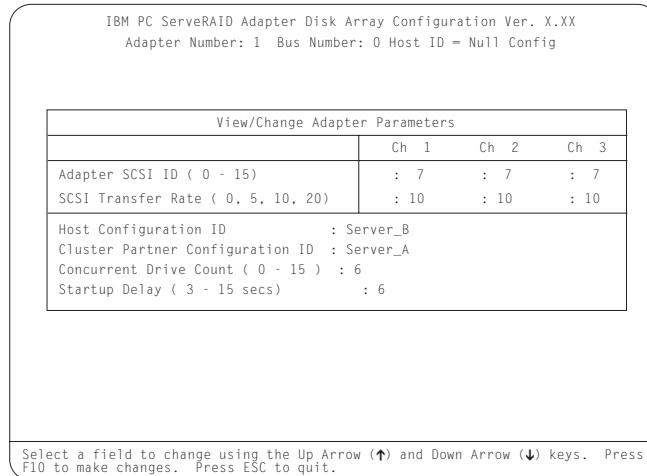 IBM PC ServeRAID Adapter Disk Array Configuration Ver. X.XX
Adapter Number: 1 Bus Number: 0 Host ID = Null Config
View/Change Adapter Parameters
Ch 1 Ch 2 Ch 3
Adapter SCSI ID ( 0 - 15) : 7 : 7 : 7
SCSI Transfer Rate ( 0, 5, 10, 20) : 10 : 10 : 10
Host Configuration ID : Server_B
Cluster Partner Configuration ID : Server_A
Concurrent Drive Count ( 0 - 15 ) : 6
Startup Delay ( 3 - 15 secs) : 6
Select a field to change using the Up Arrow (↑) and Down Arrow (↓) keys. Press
F10 to make changes. Press ESC to quit.